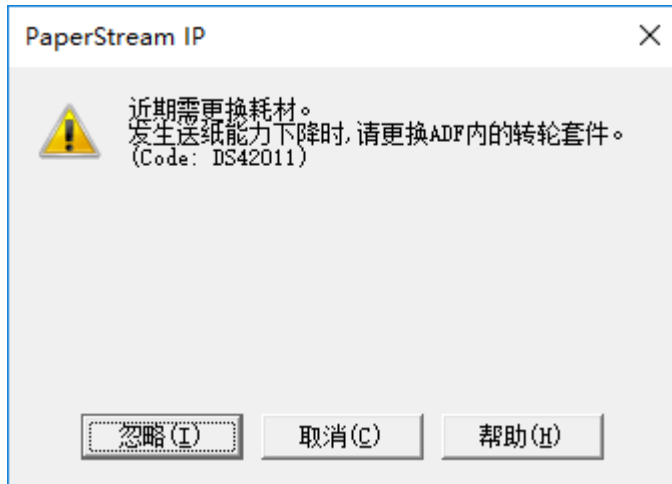 PaperStream IP
近期需更换耗材。
发生送纸能力下降时,请更换ADF内的转轮套件。
(Code: DS42011)
忽略(I) 取消(C) 帮助(H)